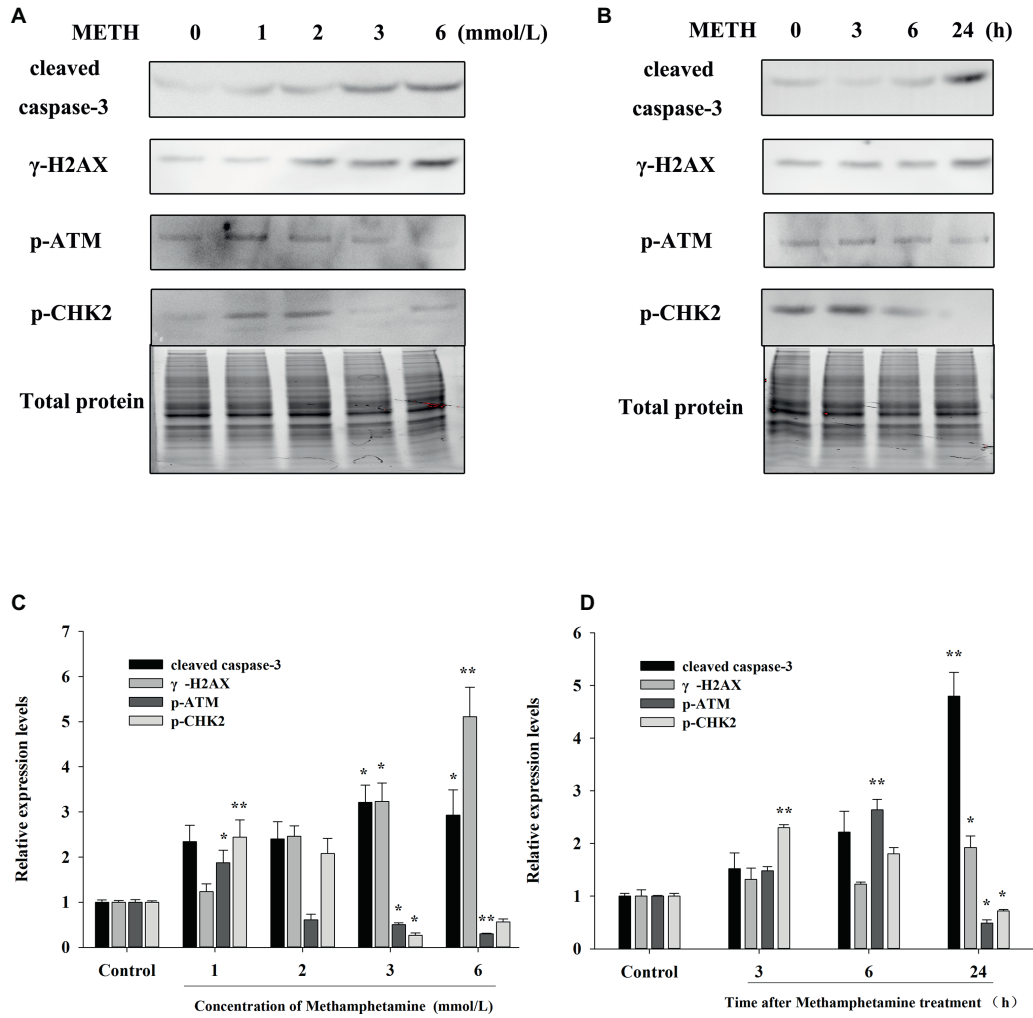 A
METH 0 1 2 3 6 (mmol/L)
cleaved
caspase-3
γ-H2AX
p-ATM
p-CHK2
Total protein
B
METH 0 3 6 24 (h)
cleaved
caspase-3
γ-H2AX
p-ATM
p-CHK2
Total protein
C
7
6
5
4
3
2
1
0
Relative expression levels
cleaved caspase-3
γ -H2AX
p-ATM
p-CHK2
** * * * * ** * * **
Control 1 2 3 6
Concentration of Methamphetamine (mmol/L)
D
6
5
4
3
2
1
0
Relative expression levels
cleaved caspase-3
γ -H2AX
p-ATM
p-CHK2
** ** ** * * *
Control 3 6 24
Time after Methamphetamine treatment（h）